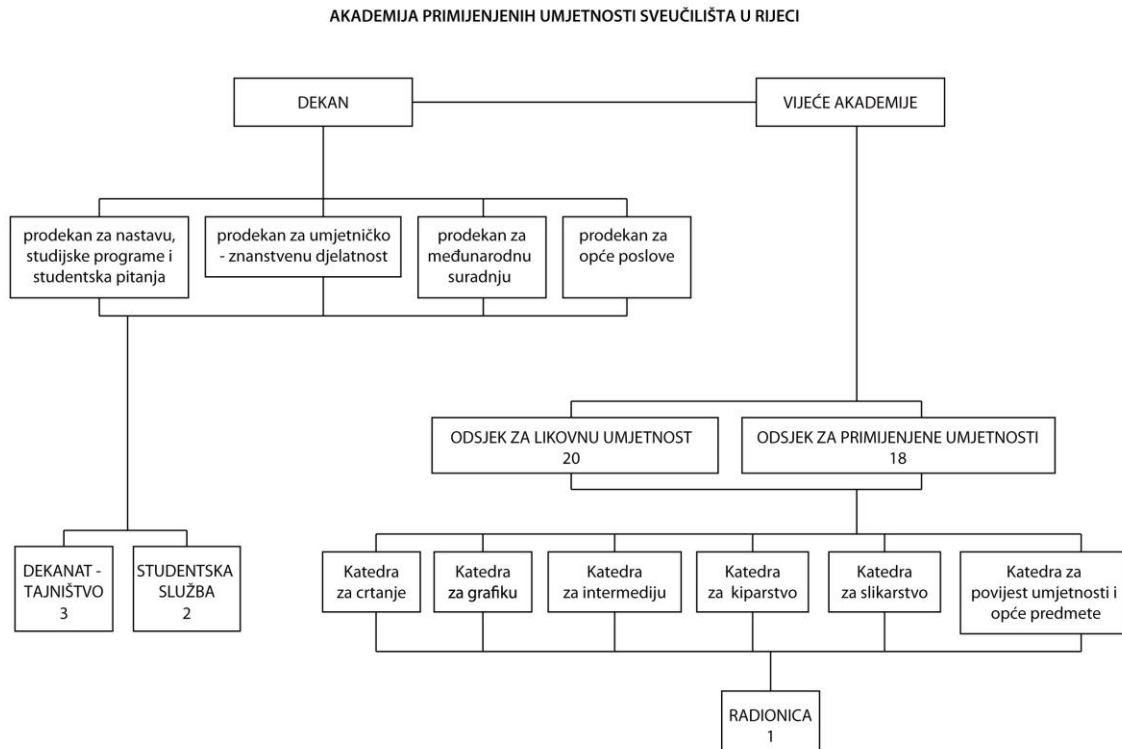 AKADEMIJA PRIMIJENJENIH UMJETNOSTI SVEUČILIŠTA U RIJECI
DEKAN
VIJEĆE AKADEMIJE
prodekan za nastavu,
studijske programe i
studentska pitanja
prodekan za umjetničko
- znanstvenu djelatnost
prodekan za
međunarodnu
suradnju
prodekan za
opće poslove
ODSJEK ZA LIKOVNU UMJETNOST
20
ODSJEK ZA PRIMIJENJENE UMJETNOSTI
18
DEKANAT -
TAJNIŠTVO
3
STUDENTSKA
SLUŽBA
2
Katedra
za crtanje
Katedra
za grafiku
Katedra
za intermediju
Katedra
za kiparstvo
Katedra
za slikarstvo
Katedra za
povijest umjetnosti i
opće predmete
RADIONICA
1